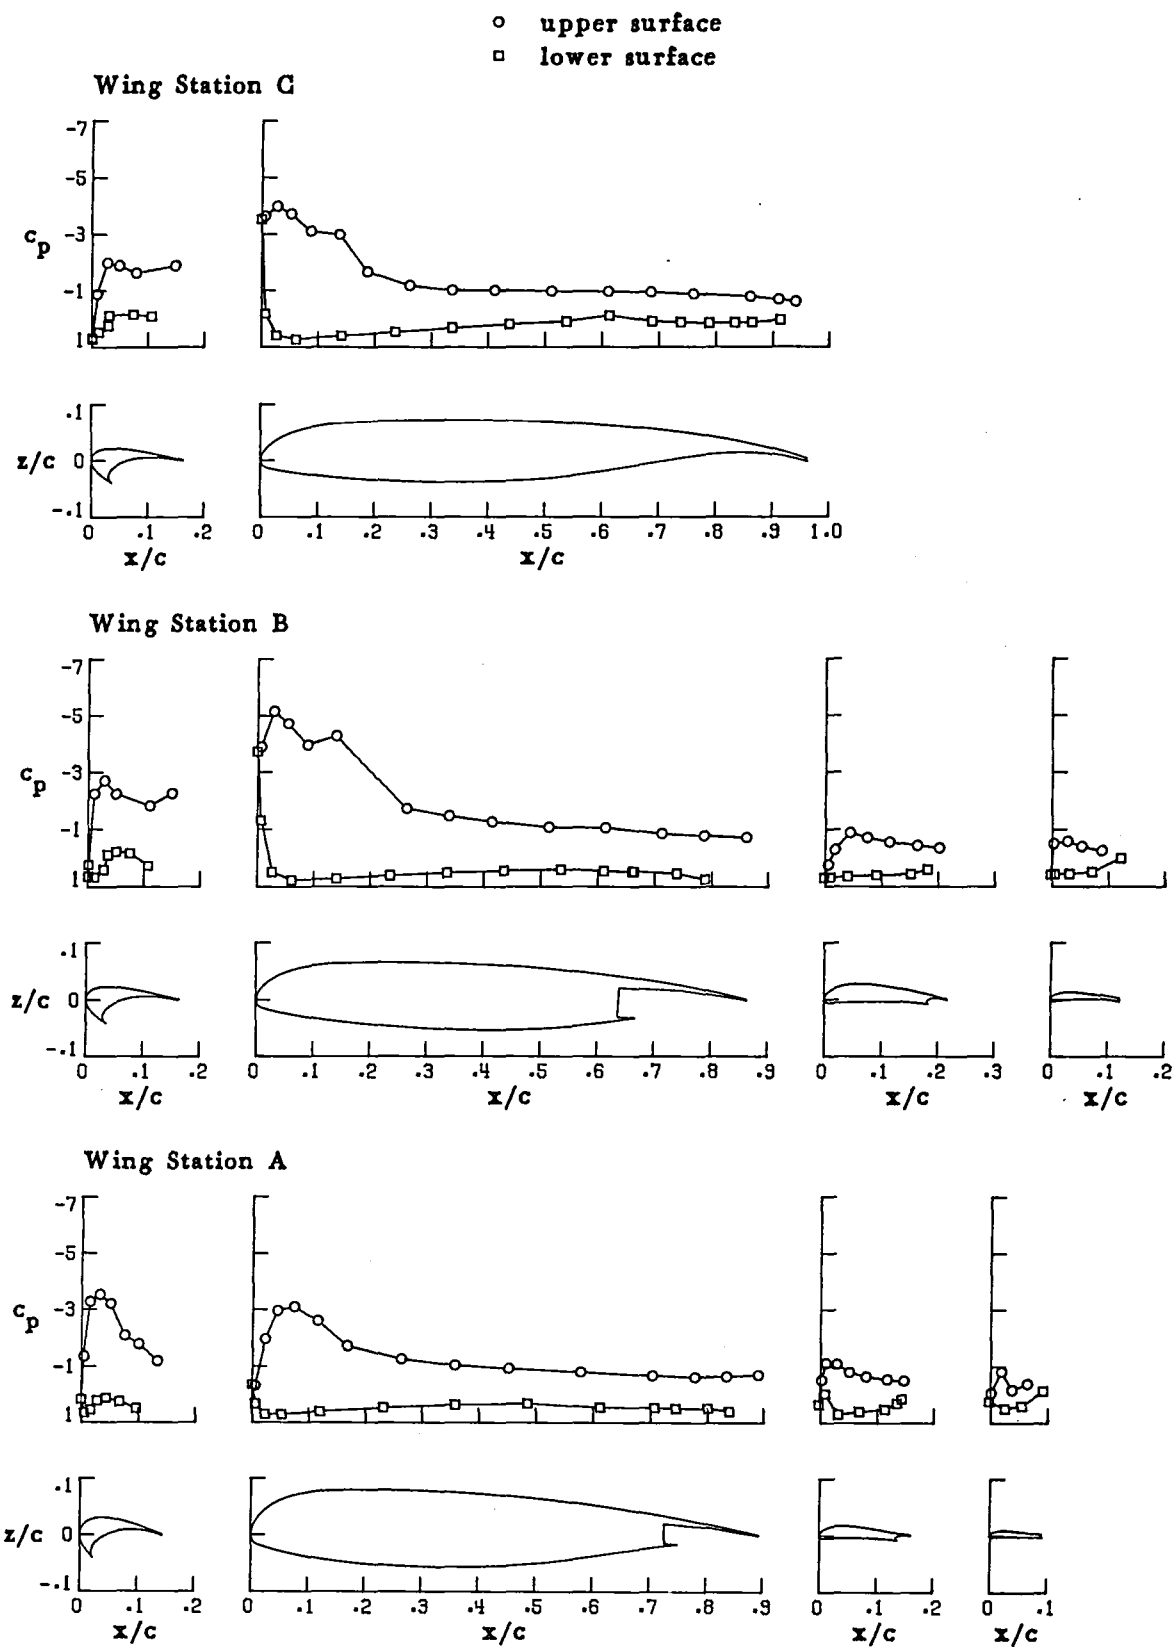 upper surface
lower surface
Wing Station C
-7
-5
-3
-1
1
cp
.1
0
-.1
z/c
0 .1 .2
x/c
0 .1 .2 .3 .4 .5 .6 .7 .8 .9 1.0
x/c
Wing Station B
-7
-5
-3
-1
1
cp
.1
0
-.1
z/c
0 .1 .2
x/c
0 .1 .2 .3 .4 .5 .6 .7 .8 .9
x/c
0 .1 .2 .3
x/c
0 .1 .2
x/c
Wing Station A
-7
-5
-3
-1
1
cp
.1
0
-.1
z/c
0 .1 .2
x/c
0 .1 .2 .3 .4 .5 .6 .7 .8 .9
x/c
0 .1 .2
x/c
0 .1
x/c